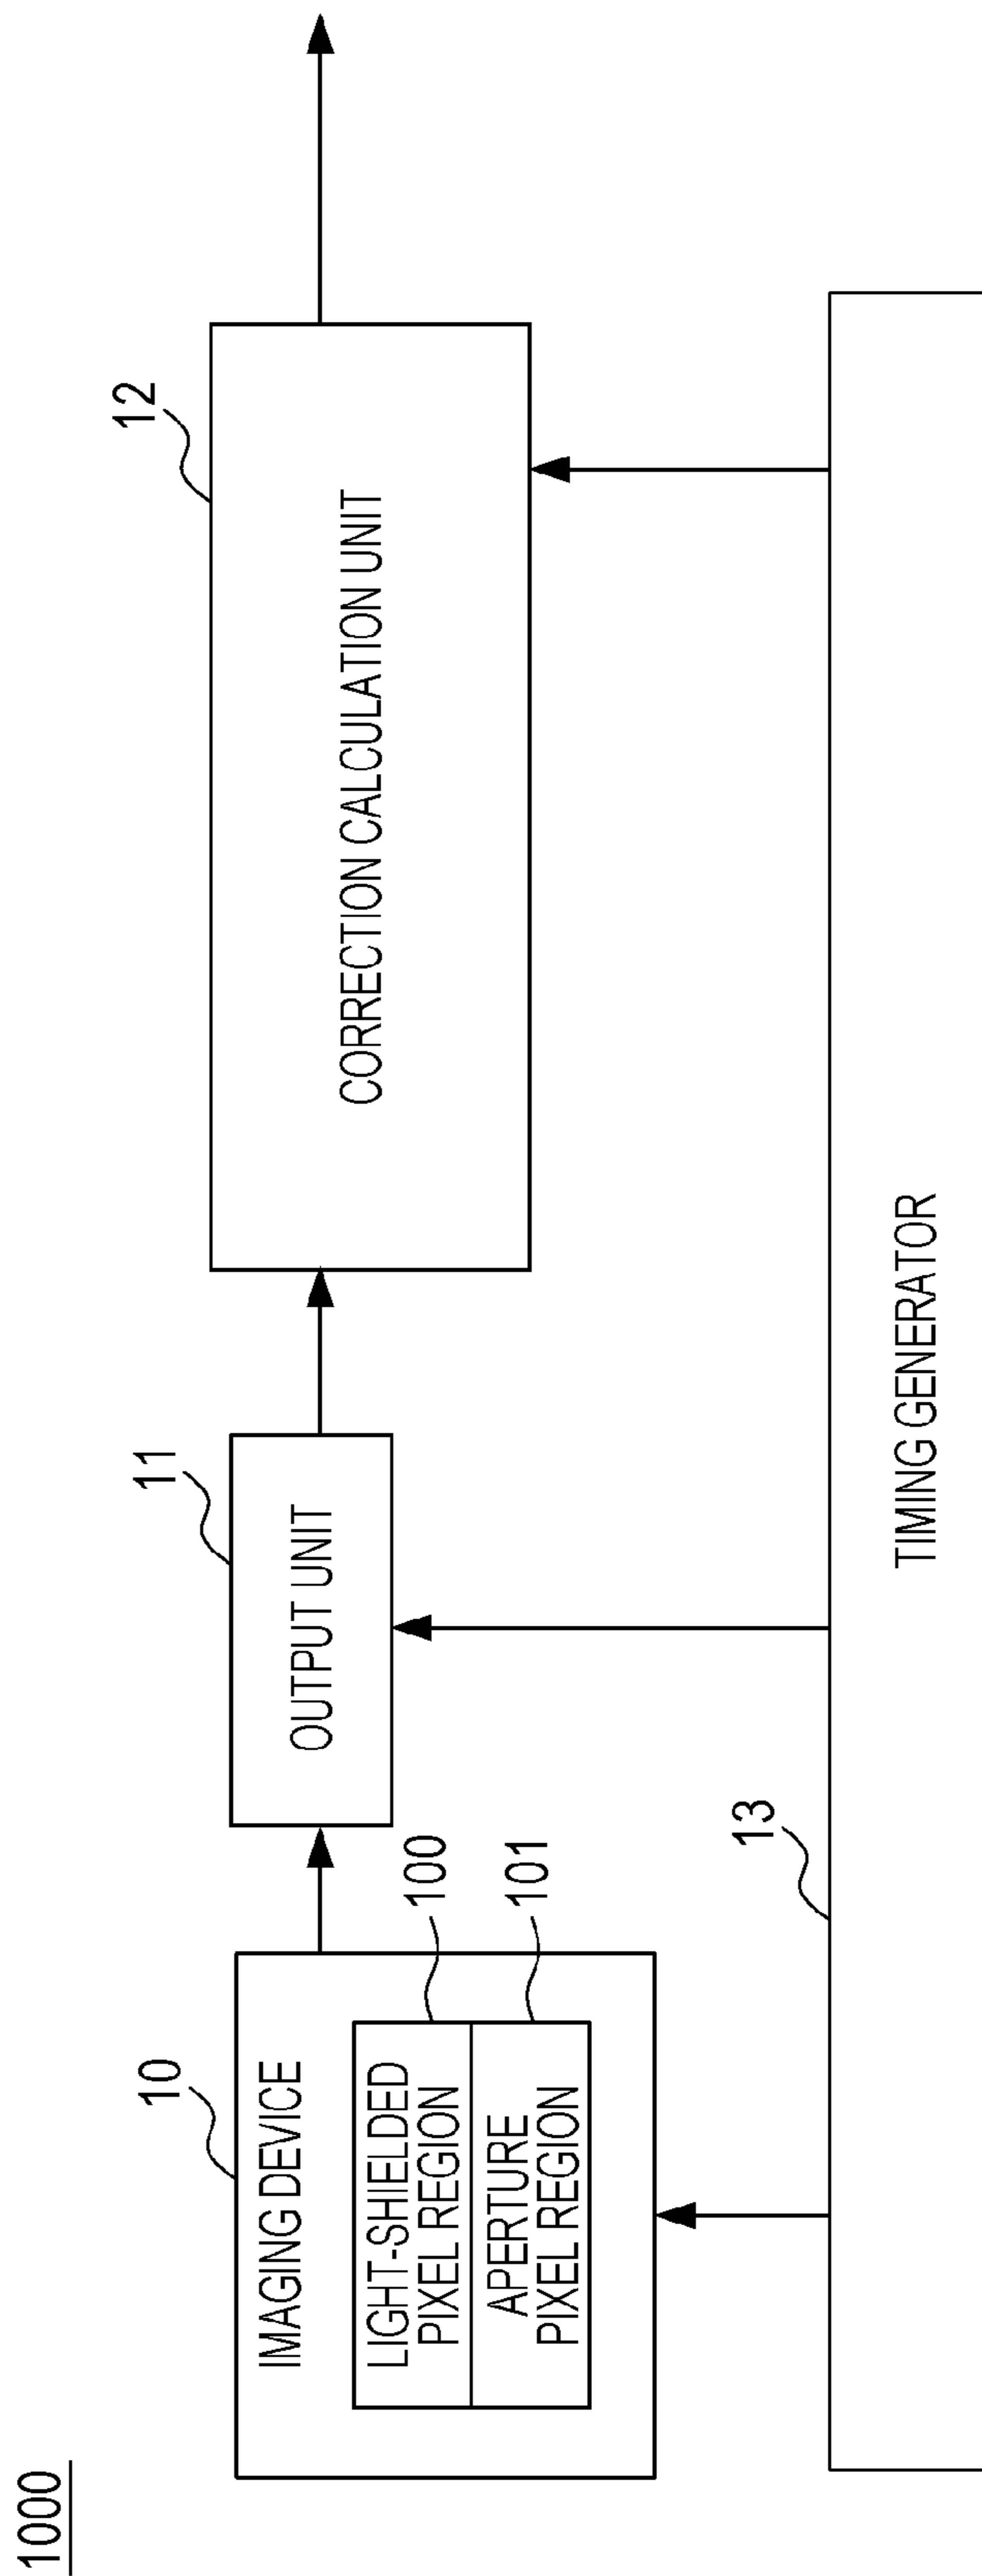 1000
10
IMAGING DEVICE
LIGHT-SHIELDED
PIXEL REGION
APERTURE
PIXEL REGION
100
101
11
OUTPUT UNIT
12
CORRECTION CALCULATION UNIT
13
TIMING GENERATOR